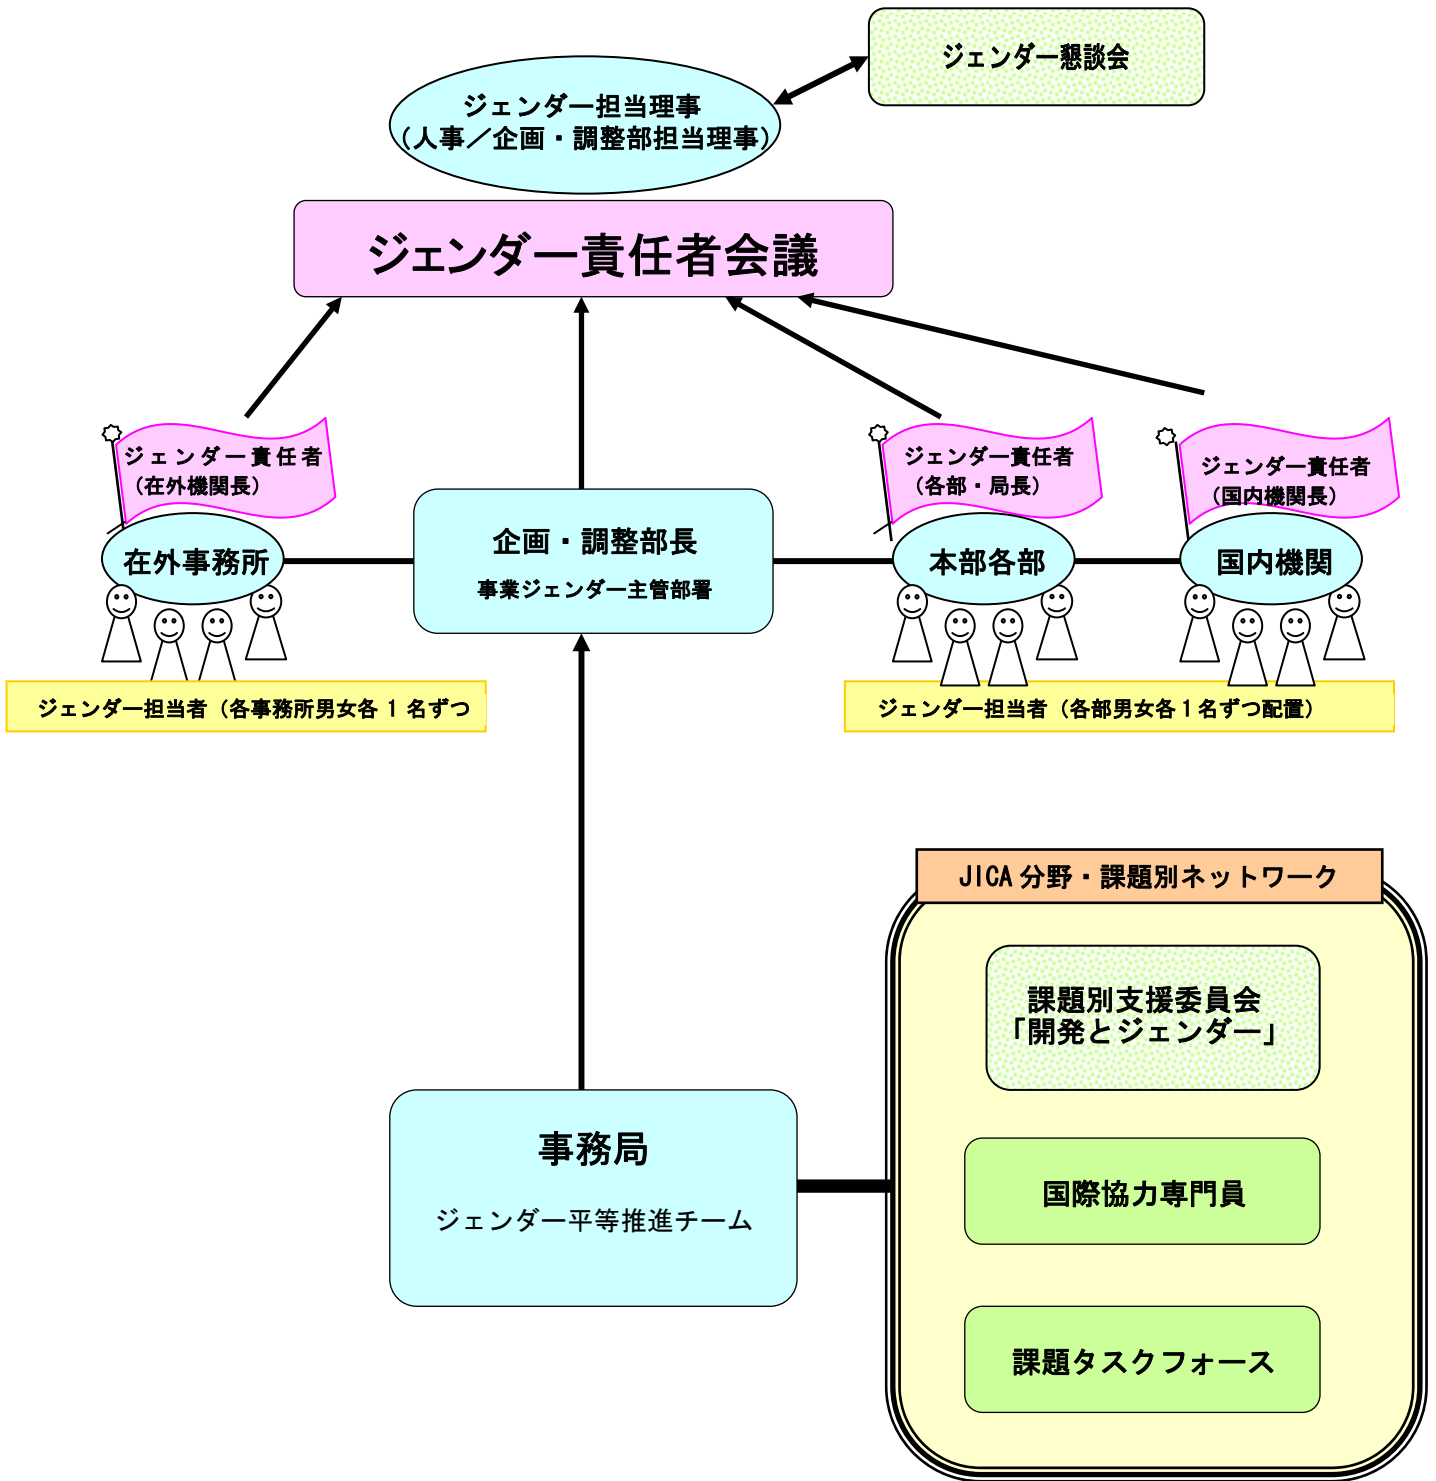 ジェンダー懇談会
ジェンダー担当理事
（人事／企画・調整部担当理事）
ジェンダー責任者会議
ジェンダー責任者
（在外機関長）
ジェンダー責任者
（各部・局長）
ジェンダー責任者
（国内機関長）
在外事務所
企画・調整部長
事業ジェンダー主管部署
本部各部
国内機関
ジェンダー担当者（各事務所男女各１名ずつ
ジェンダー担当者（各部男女各１名ずつ配置）
JICA 分野・課題別ネットワーク
課題別支援委員会
「開発とジェンダー」
事務局
ジェンダー平等推進チーム
国際協力専門員
課題タスクフォース